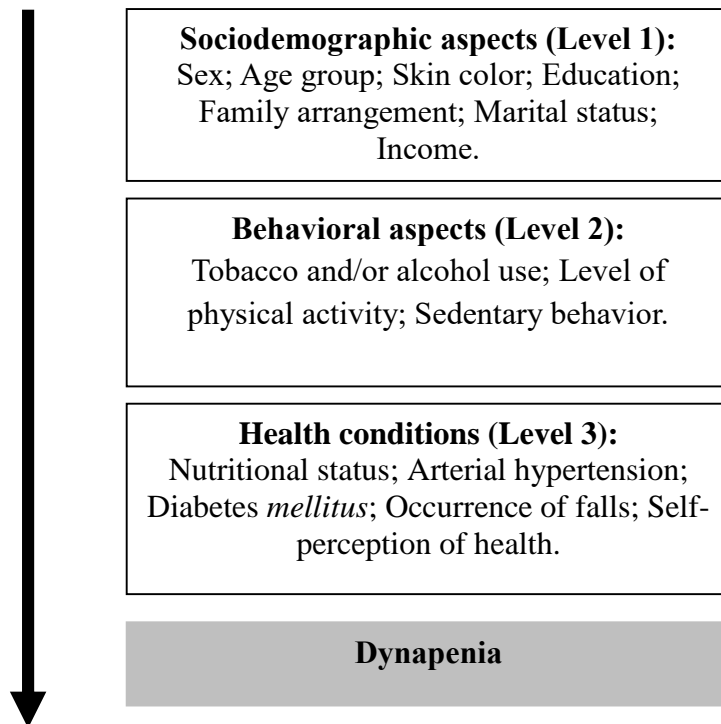 Sociodemographic aspects (Level 1):
Sex; Age group; Skin color; Education;
Family arrangement; Marital status;
Income.
Behavioral aspects (Level 2):
Tobacco and/or alcohol use; Level of
physical activity; Sedentary behavior.
Health conditions (Level 3):
Nutritional status; Arterial hypertension;
Diabetes mellitus; Occurrence of falls; Self-
perception of health.
Dynapenia